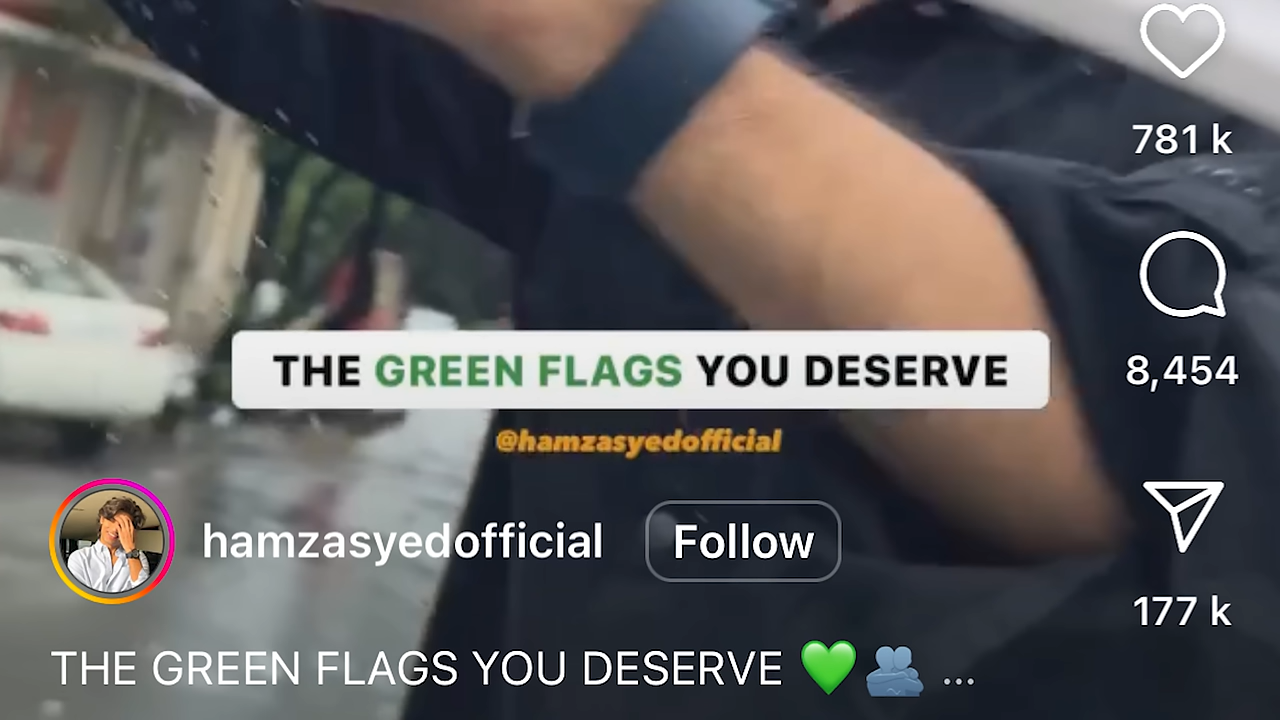 781 k
8,454
THE GREEN FLAGS YOU DESERVE
@hamzasyedofficial
hamzasyedofficial
Follow
177 k
THE GREEN FLAGS YOU DESERVE 💚🫂 ...